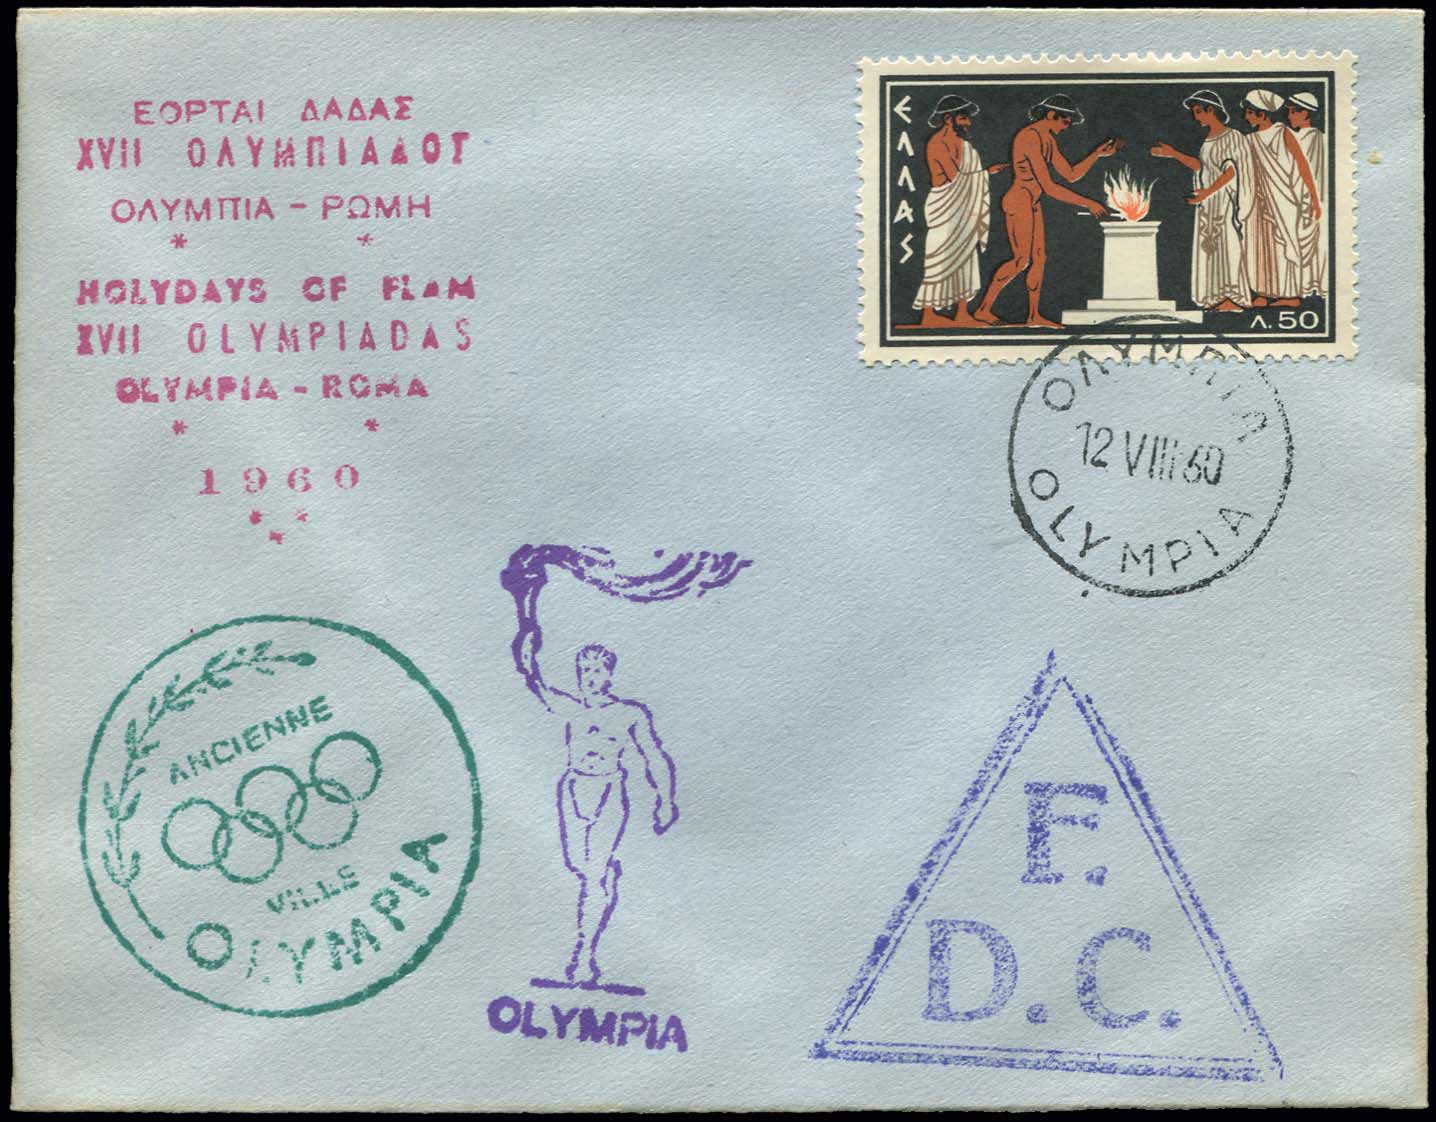 ΕΟΡΤΑΙ ΔΑΔΑΣ
XVII ΟΛΥΜΠΙΑΔΟΣ
ΟΛΥΜΠΙΑ - ΡΩΜΗ
* *
HOLYDAYS OF FLAM
XVII OLYMPIADAS
OLYMPIA - ROMA
* *
1960
* * *
ΕΛΛΑΣ
Λ.50
ΟΛΥΜΠΙΑ
12 VIII 60
OLYMPIA
ANCIENNE
VILLE
OLYMPIA
OLYMPIA
F.
D.C.